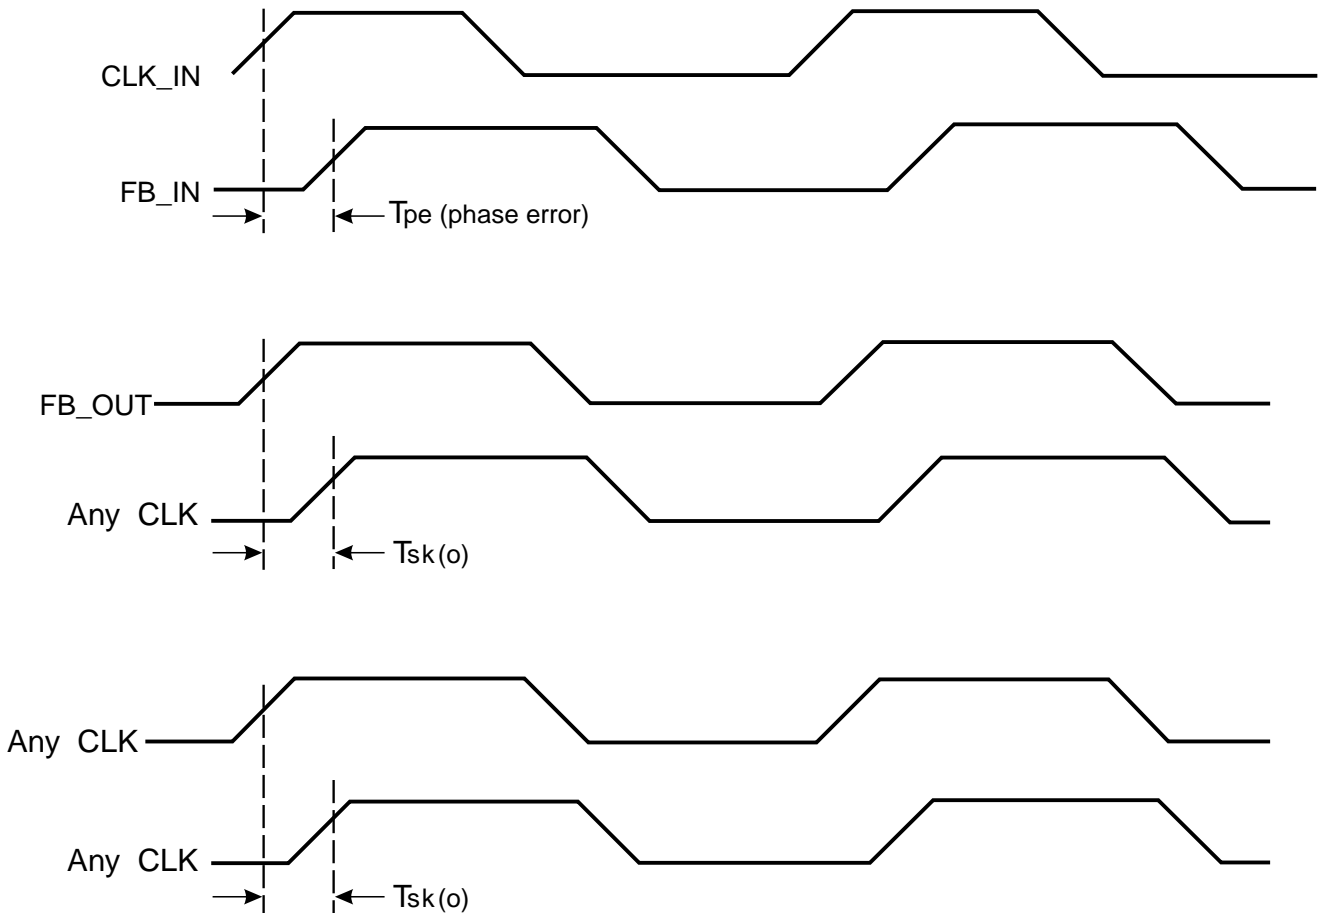 CLK_IN
FB_IN
Tpe (phase error)
FB_OUT
Any CLK
Tsk(o)
Any CLK
Any CLK
Tsk(o)